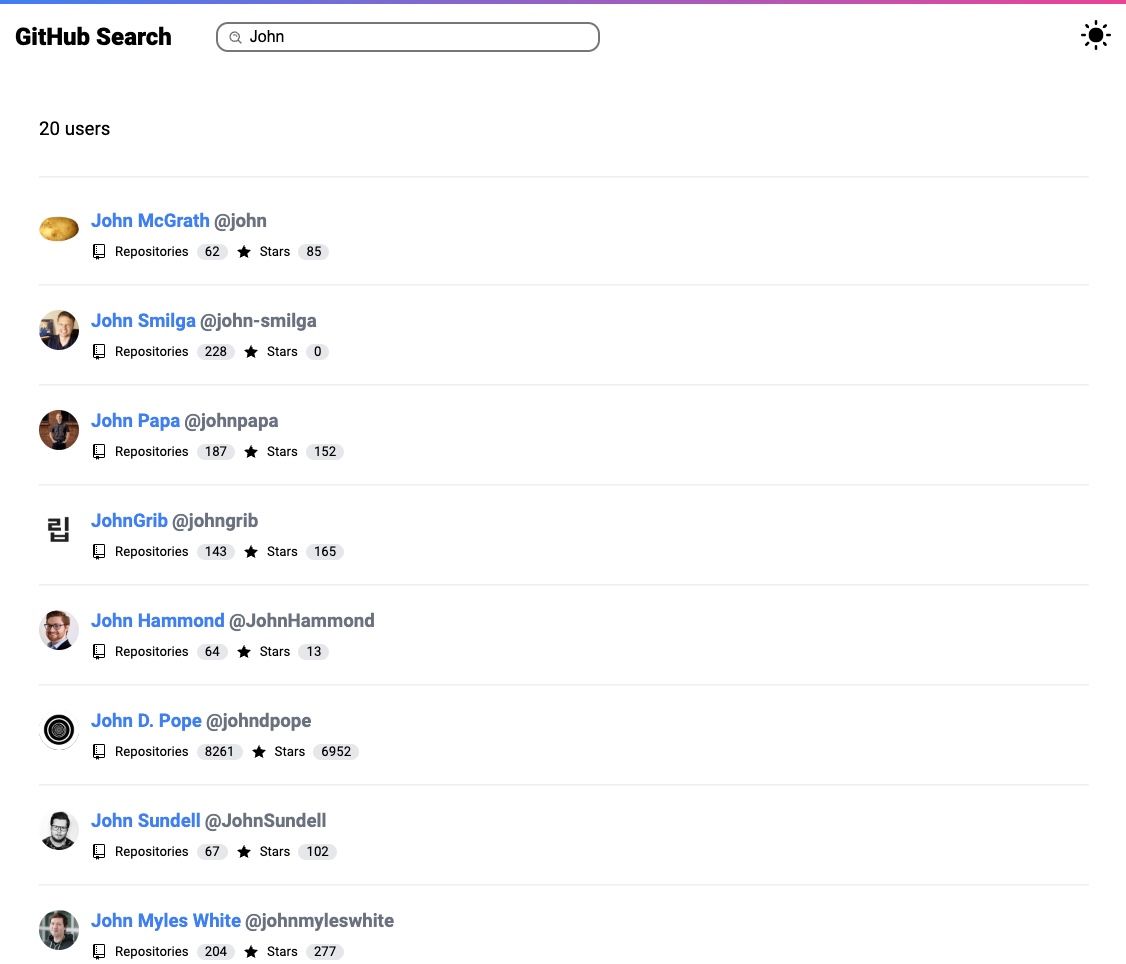 GitHub Search
John
20 users
John McGrath @john
Repositories 62 Stars 85
John Smilga @john-smilga
Repositories 228 Stars 0
John Papa @johnpapa
Repositories 187 Stars 152
립
JohnGrib @johngrib
Repositories 143 Stars 165
John Hammond @JohnHammond
Repositories 64 Stars 13
John D. Pope @johndpope
Repositories 8261 Stars 6952
John Sundell @JohnSundell
Repositories 67 Stars 102
John Myles White @johnmyleswhite
Repositories 204 Stars 277